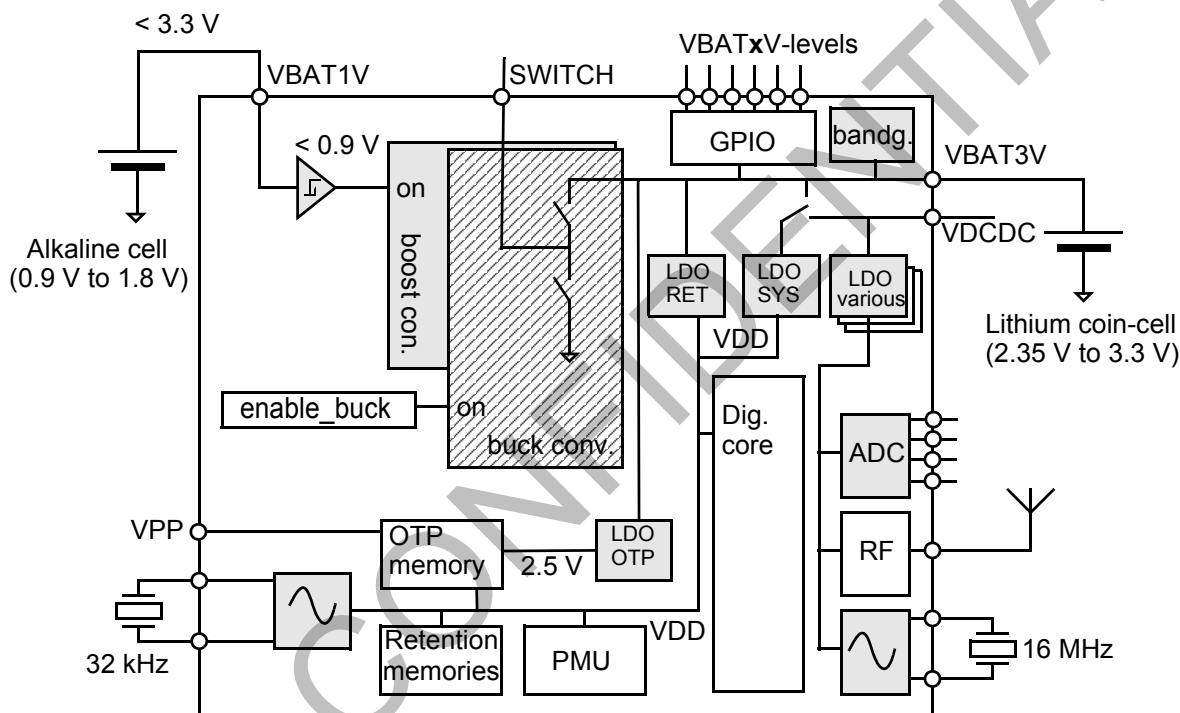 < 3.3 V
VBATxV-levels
VBAT1V
SWITCH
GPIO
bandg.
VBAT3V
< 0.9 V
on
boost con.
VDCDC
Alkaline cell
(0.9 V to 1.8 V)
LDO
RET
LDO
SYS
LDO
various
VDD
Lithium coin-cell
(2.35 V to 3.3 V)
enable_buck
on
buck conv.
Dig.
core
ADC
VPP
OTP
memory
2.5 V
LDO
OTP
RF
32 kHz
Retention
memories
PMU
VDD
16 MHz
CONFIDENTIA